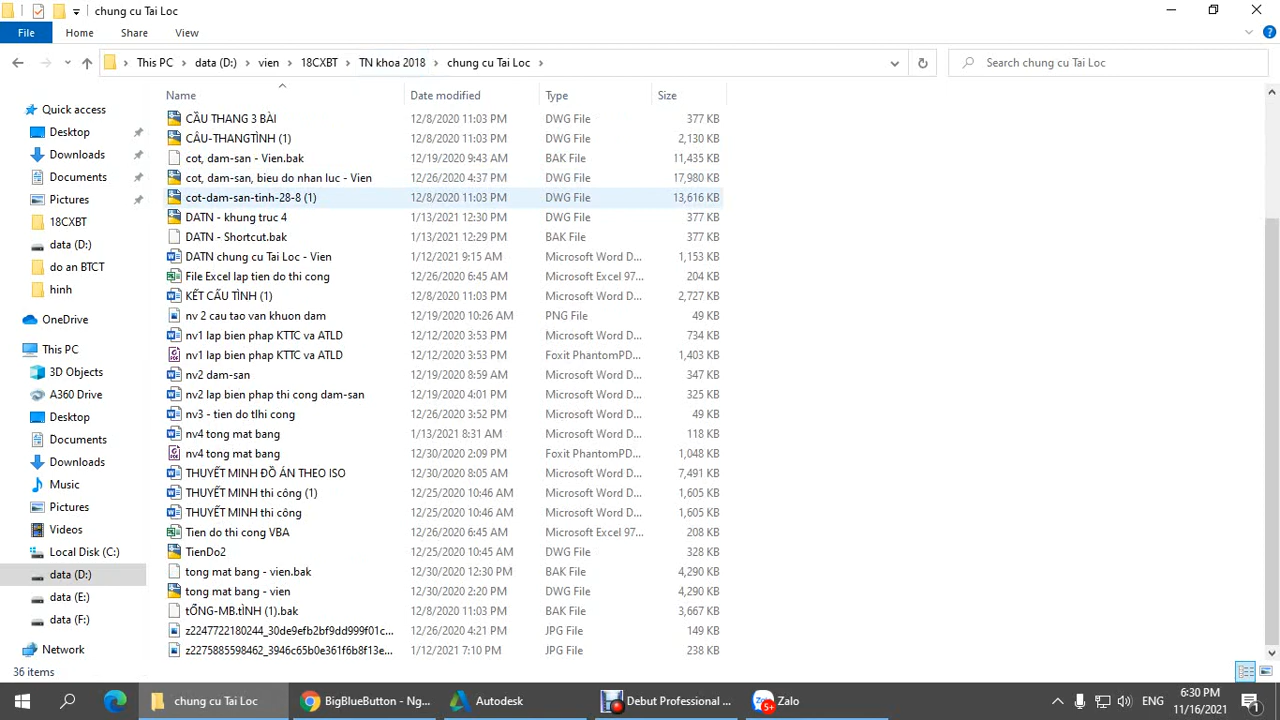 chung cu Tai Loc
File Home Share View
This PC data (D:) vien 18CXBT TN khoa 2018 chung cu Tai Loc
Search chung cu Tai Loc
Quick access
Desktop
Downloads
Documents
Pictures
18CXBT
data (D:)
do an BTCT
hinh
OneDrive
This PC
3D Objects
A360 Drive
Desktop
Documents
Downloads
Music
Pictures
Videos
Local Disk (C:)
data (D:)
data (E:)
data (F:)
Network
Name Date modified Type Size
CẦU THANG 3 BÀI 12/8/2020 11:03 PM DWG File 377 KB
CẦU-THANGTÌNH (1) 12/8/2020 11:03 PM DWG File 2,130 KB
cot, dam-san - Vien.bak 12/19/2020 9:43 AM BAK File 11,435 KB
cot, dam-san, bieu do nhan luc - Vien 12/26/2020 4:37 PM DWG File 17,980 KB
cot-dam-san-tinh-28-8 (1) 12/8/2020 11:03 PM DWG File 13,616 KB
DATN - khung truc 4 1/13/2021 12:30 PM DWG File 377 KB
DATN - Shortcut.bak 1/13/2021 12:29 PM BAK File 377 KB
DATN chung cu Tai Loc - Vien 1/12/2021 9:15 AM Microsoft Word D... 1,153 KB
File Excel lap tien do thi cong 12/26/2020 6:45 AM Microsoft Excel 97... 204 KB
KẾT CẤU TÌNH (1) 12/8/2020 11:03 PM Microsoft Word D... 2,727 KB
nv 2 cau tao van khuon dam 12/19/2020 10:26 AM PNG File 49 KB
nv1 lap bien phap KTTC va ATLD 12/12/2020 3:53 PM Microsoft Word D... 734 KB
nv1 lap bien phap KTTC va ATLD 12/12/2020 3:53 PM Foxit PhantomPD... 1,403 KB
nv2 dam-san 12/19/2020 8:59 AM Microsoft Word D... 347 KB
nv2 lap bien phap thi cong dam-san 12/19/2020 4:01 PM Microsoft Word D... 325 KB
nv3 - tien do tlhi cong 12/26/2020 3:52 PM Microsoft Word D... 49 KB
nv4 tong mat bang 1/13/2021 8:31 AM Microsoft Word D... 118 KB
nv4 tong mat bang 12/30/2020 2:09 PM Foxit PhantomPD... 1,048 KB
THUYẾT MINH ĐỒ ÁN THEO ISO 12/30/2020 8:05 AM Microsoft Word D... 7,491 KB
THUYẾT MINH thi công (1) 12/25/2020 10:46 AM Microsoft Word D... 1,605 KB
THUYẾT MINH thi công 12/25/2020 10:46 AM Microsoft Word D... 1,605 KB
Tien do thi cong VBA 12/26/2020 6:45 AM Microsoft Excel 97... 208 KB
TienDo2 12/25/2020 10:45 AM DWG File 328 KB
tong mat bang - vien.bak 12/30/2020 12:30 PM BAK File 4,290 KB
tong mat bang - vien 12/30/2020 2:20 PM DWG File 4,290 KB
tỔNG-MB.tÌNH (1).bak 12/8/2020 11:03 PM BAK File 3,667 KB
z2247722180244_30de9efb2bf9dd999f01c... 12/26/2020 4:21 PM JPG File 149 KB
z2275885598462_3946c65b0e361f6b8f13e... 1/12/2021 7:10 PM JPG File 238 KB
36 items
chung cu Tai Loc
BigBlueButton - Ng...
Autodesk
Debut Professional ...
5+ Zalo
ENG
6:30 PM
11/16/2021
1